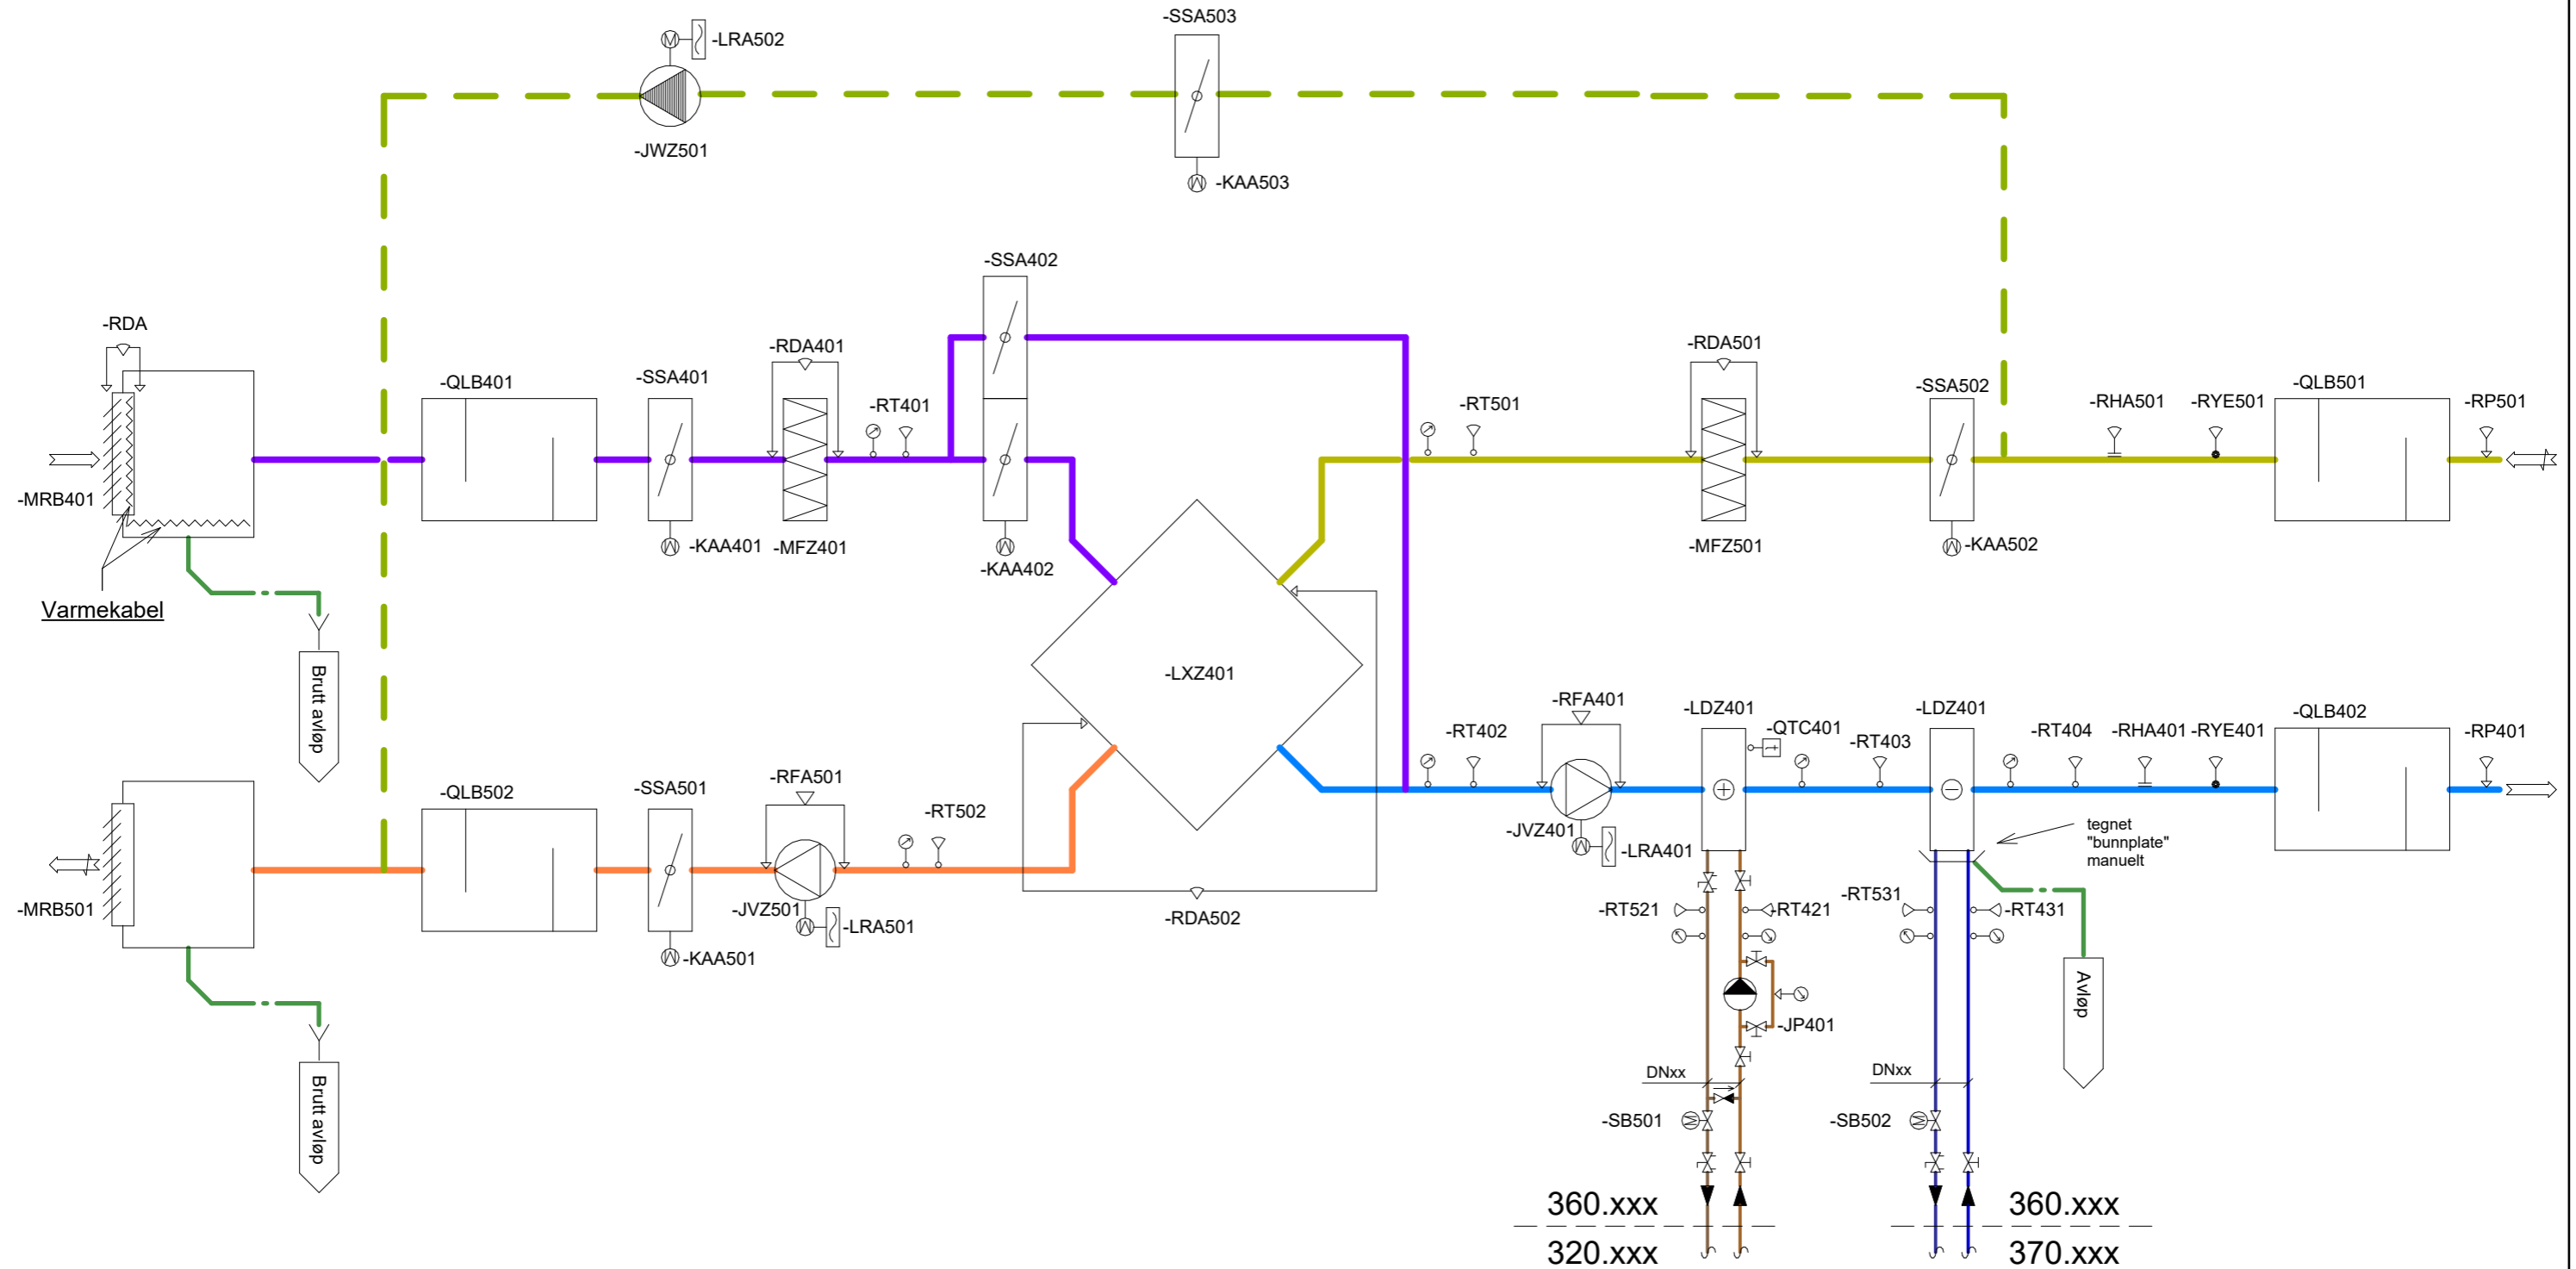 -SSA503
-LRA502
-JWZ501
-KAA503
-SSA402
-RDA
-RDA401
-RDA501
-QLB401
-SSA401
-RT401
-RT501
-SSA502
-QLB501
-RHA501
-RYE501
-RP501
-MRB401
-KAA401
-MFZ401
-KAA402
-MFZ501
-KAA502
Varmekabel
Brutt avløp
-LXZ401
-RFA401
-LDZ401
-QTC401
-LDZ401
-QLB402
-RT402
-RT403
-RT404
-RHA401
-RYE401
-RP401
-QLB502
-SSA501
-RFA501
-RT502
-JVZ401
-LRA401
tegnet
"bunnplate"
manuelt
-MRB501
-JVZ501
-LRA501
-RDA502
-KAA501
-RT521
-RT421
-RT531
-RT431
Avløp
-JP401
Brutt avløp
DNxx
DNxx
-SB501
-SB502
360.xxx
360.xxx
320.xxx
370.xxx